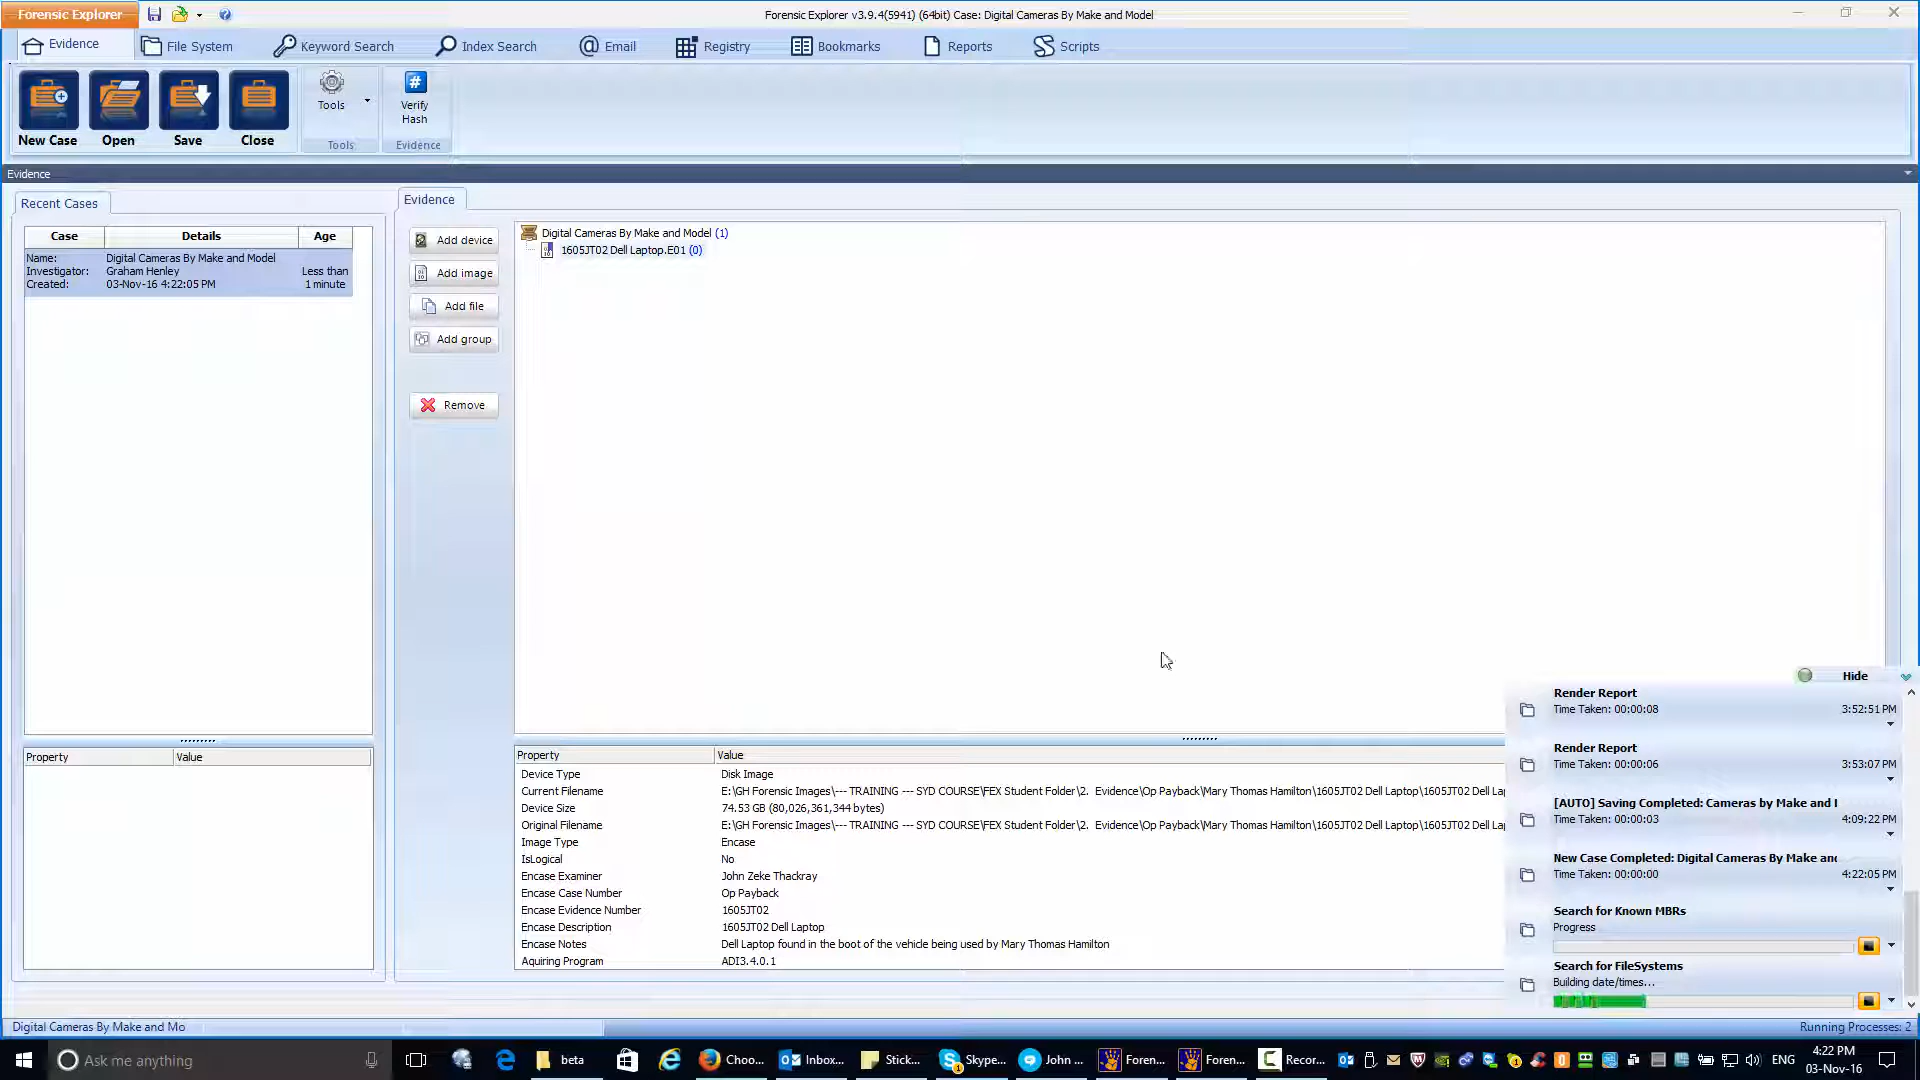 Forensic Explorer
Forensic Explorer v3.9.4(5941) (64bit) Case: Digital Cameras By Make and Model
Evidence
File System
Keyword Search
Index Search
Email
Registry
Bookmarks
Reports
Scripts
New Case
Open
Save
Close
Tools
Tools
Verify
Hash
Evidence
Evidence
Recent Cases
Case Details Age
Name: Digital Cameras By Make and Model
Investigator: Graham Henley Less than
Created: 03-Nov-16 4:22:05 PM 1 minute
Property Value
Evidence
Add device
Add image
Add file
Add group
Remove
Digital Cameras By Make and Model (1)
1605JT02 Dell Laptop.E01 (0)
Property Value
Device Type Disk Image
Current Filename E:\GH Forensic Images\--- TRAINING --- SYD COURSE\FEX Student Folder\2. Evidence\Op Payback\Mary Thomas Hamilton\1605JT02 Dell Laptop\1605JT02 Dell Lap
Device Size 74.53 GB (80,026,361,344 bytes)
Original Filename E:\GH Forensic Images\--- TRAINING --- SYD COURSE\FEX Student Folder\2. Evidence\Op Payback\Mary Thomas Hamilton\1605JT02 Dell Laptop\1605JT02 Dell Lap
Image Type Encase
IsLogical No
Encase Examiner John Zeke Thackray
Encase Case Number Op Payback
Encase Evidence Number 1605JT02
Encase Description 1605JT02 Dell Laptop
Encase Notes Dell Laptop found in the boot of the vehicle being used by Mary Thomas Hamilton
Aquiring Program ADI3.4.0.1
Hide
Render Report
Time Taken: 00:00:08 3:52:51 PM
Render Report
Time Taken: 00:00:06 3:53:07 PM
[AUTO] Saving Completed: Cameras by Make and
Time Taken: 00:00:03 4:09:22 PM
New Case Completed: Digital Cameras By Make an
Time Taken: 00:00:00 4:22:05 PM
Search for Known MBRs
Progress
Search for FileSystems
Building date/times...
Digital Cameras By Make and Mo
Running Processes: 2
Ask me anything
beta
Choo...
Inbox...
Stick...
Skype...
John ...
Foren...
Foren...
Recor...
ENG
4:22 PM
03-Nov-16